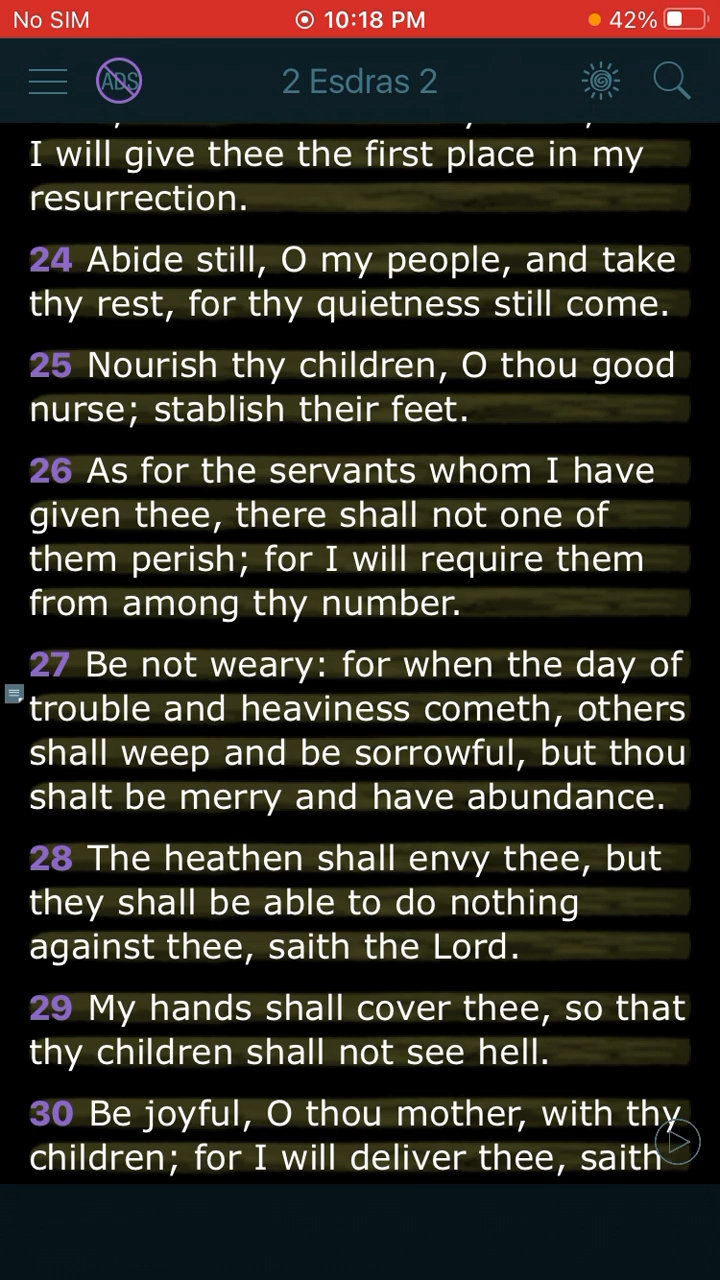 No SIM 10:18 PM 42%
ADS 2 Esdras 2
I will give thee the first place in my
resurrection.
24 Abide still, O my people, and take
thy rest, for thy quietness still come.
25 Nourish thy children, O thou good
nurse; stablish their feet.
26 As for the servants whom I have
given thee, there shall not one of
them perish; for I will require them
from among thy number.
27 Be not weary: for when the day of
trouble and heaviness cometh, others
shall weep and be sorrowful, but thou
shalt be merry and have abundance.
28 The heathen shall envy thee, but
they shall be able to do nothing
against thee, saith the Lord.
29 My hands shall cover thee, so that
thy children shall not see hell.
30 Be joyful, O thou mother, with thy
children; for I will deliver thee, saith